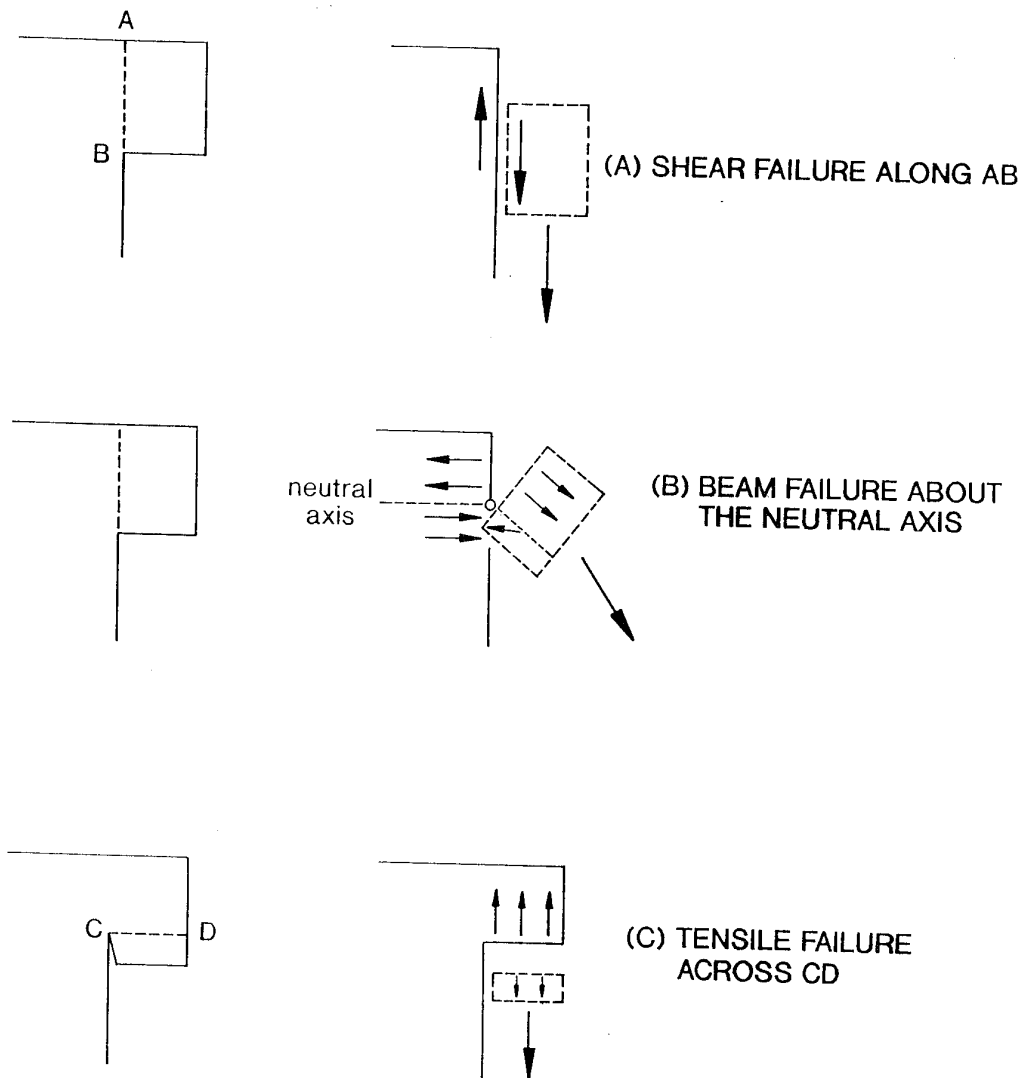 A
B
(A) SHEAR FAILURE ALONG AB
neutral
axis
(B) BEAM FAILURE ABOUT
THE NEUTRAL AXIS
C
D
(C) TENSILE FAILURE
ACROSS CD